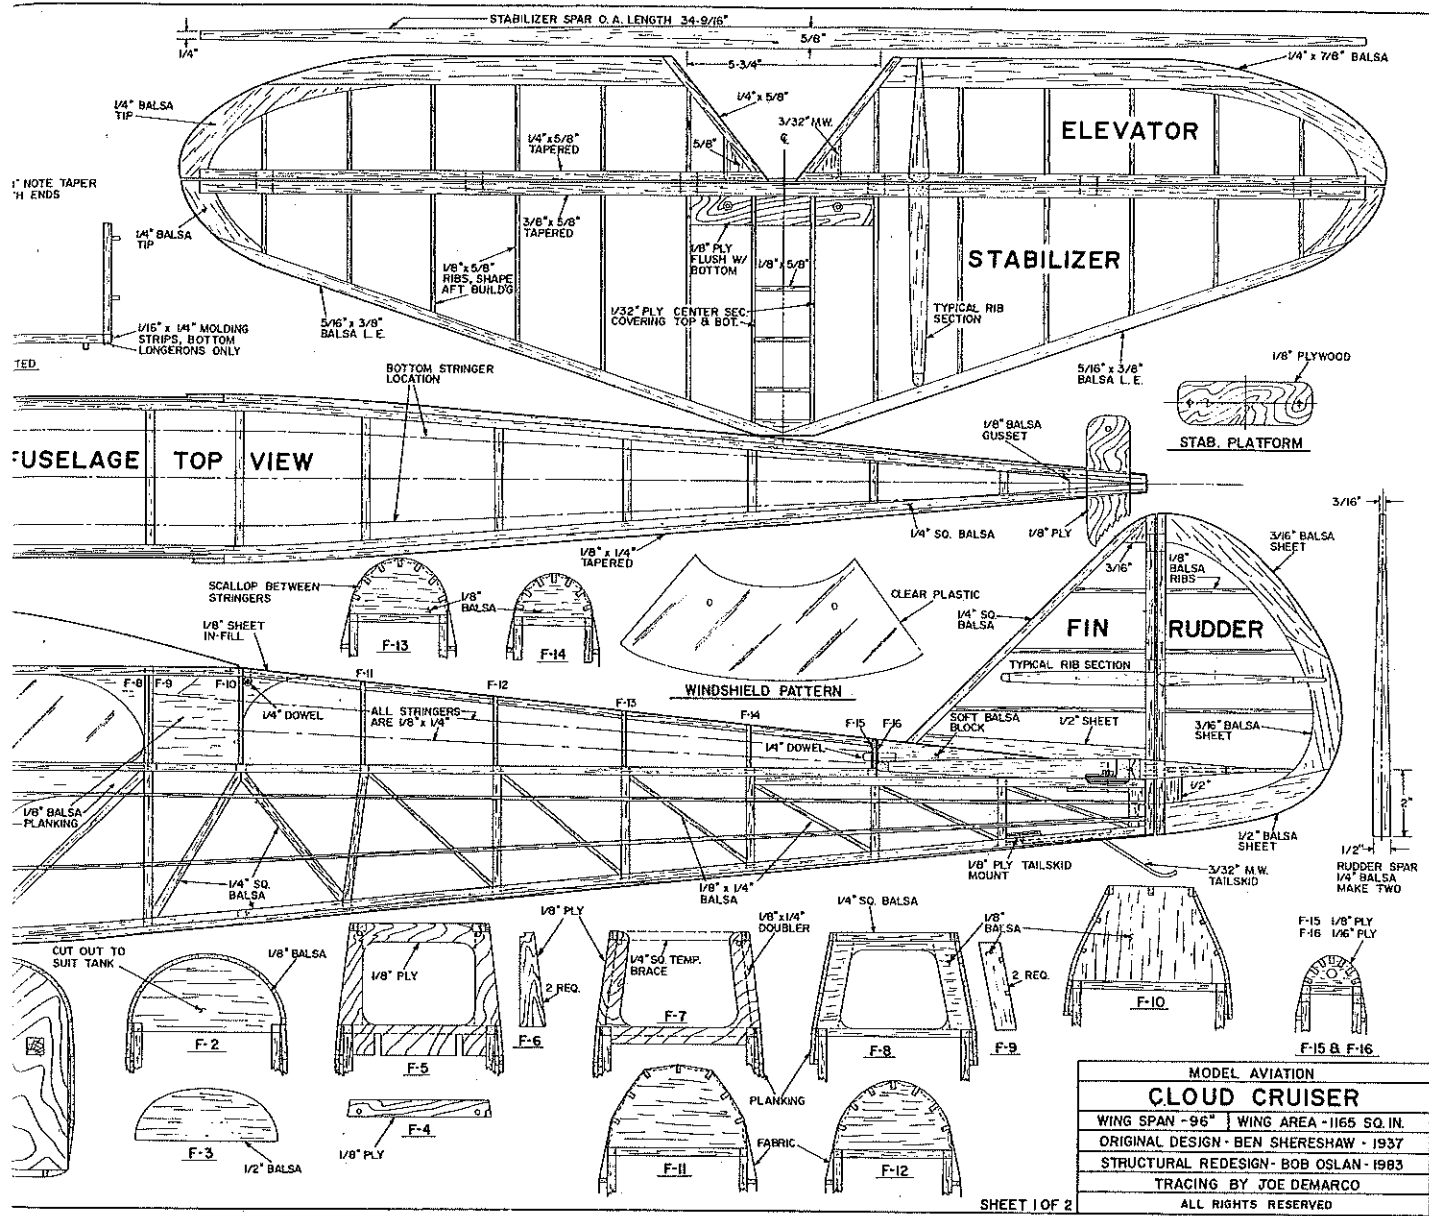 STABILIZER SPAR O. A. LENGTH 34-9/16"
1/4"
5/8"
5-3/4"
1/4" x 7/8" BALSA
1/4" BALSA
TIP
1/4" x 5/8"
3/32" M.W.
1/4" x 5/8"
TAPERED
5/8"
ELEVATOR
1" NOTE TAPER
'H ENDS
1/4" BALSA
TIP
3/8" x 5/8"
TAPERED
1/8" x 5/8"
RIBS, SHAPE
AFT BUILD'G
1/8" PLY
FLUSH W/
BOTTOM
1/8" x 5/8"
STABILIZER
1/32" PLY CENTER SEC.
COVERING TOP & BOT.
TYPICAL RIB
SECTION
5/16" x 3/8"
BALSA L. E.
1/16" x 1/4" MOLDING
STRIPS, BOTTOM
LONGERONS ONLY
TED
BOTTOM STRINGER
LOCATION
5/16" x 3/8"
BALSA L. E.
1/8" PLYWOOD
STAB. PLATFORM
1/8" BALSA
GUSSET
FUSELAGE TOP VIEW
1/4" SQ. BALSA
1/8" PLY
1/8" x 1/4"
TAPERED
3/16"
3/16" BALSA
SHEET
3/16"
1/8"
BALSA
RIBS
SCALLOP BETWEEN
STRINGERS
1/8"
BALSA
F-13
F-14
CLEAR PLASTIC
WINDSHIELD PATTERN
1/4" SQ.
BALSA
FIN
RUDDER
TYPICAL RIB SECTION
1/8" SHEET
IN-FILL
F-8
F-9
F-10
F-11
F-12
F-13
F-14
F-15
F-16
1/4" DOWEL
ALL STRINGERS
ARE 1/8" x 1/4"
1/4" DOWEL
SOFT BALSA
BLOCK
1/2" SHEET
3/16" BALSA
SHEET
1/2"
2"
1/8" BALSA
PLANKING
1/4" SQ.
BALSA
1/8" x 1/4"
BALSA
1/8" PLY TAILSKID
MOUNT
3/32" M.W.
TAILSKID
1/2" BALSA
SHEET
1/2"
RUDDER SPAR
1/4" BALSA
MAKE TWO
CUT OUT TO
SUIT TANK
1/8" BALSA
F-2
1/8" PLY
F-5
1/8" PLY
2 REQ.
F-6
1/4" SQ. TEMP.
BRACE
1/8" x 1/4"
DOUBLER
F-7
1/4" SQ. BALSA
F-8
1/8"
BALSA
2 REQ.
F-9
F-10
F-15 1/8" PLY
F-16 1/16" PLY
F-15 & F-16
F-3
1/2" BALSA
F-4
1/8" PLY
F-11
PLANKING
FABRIC
F-12
SHEET 1 OF 2
MODEL AVIATION
CLOUD CRUISER
WING SPAN - 96" WING AREA - 1165 SQ. IN.
ORIGINAL DESIGN - BEN SHERESHAW - 1937
STRUCTURAL REDESIGN - BOB OSLAN - 1983
TRACING BY JOE DEMARCO
ALL RIGHTS RESERVED